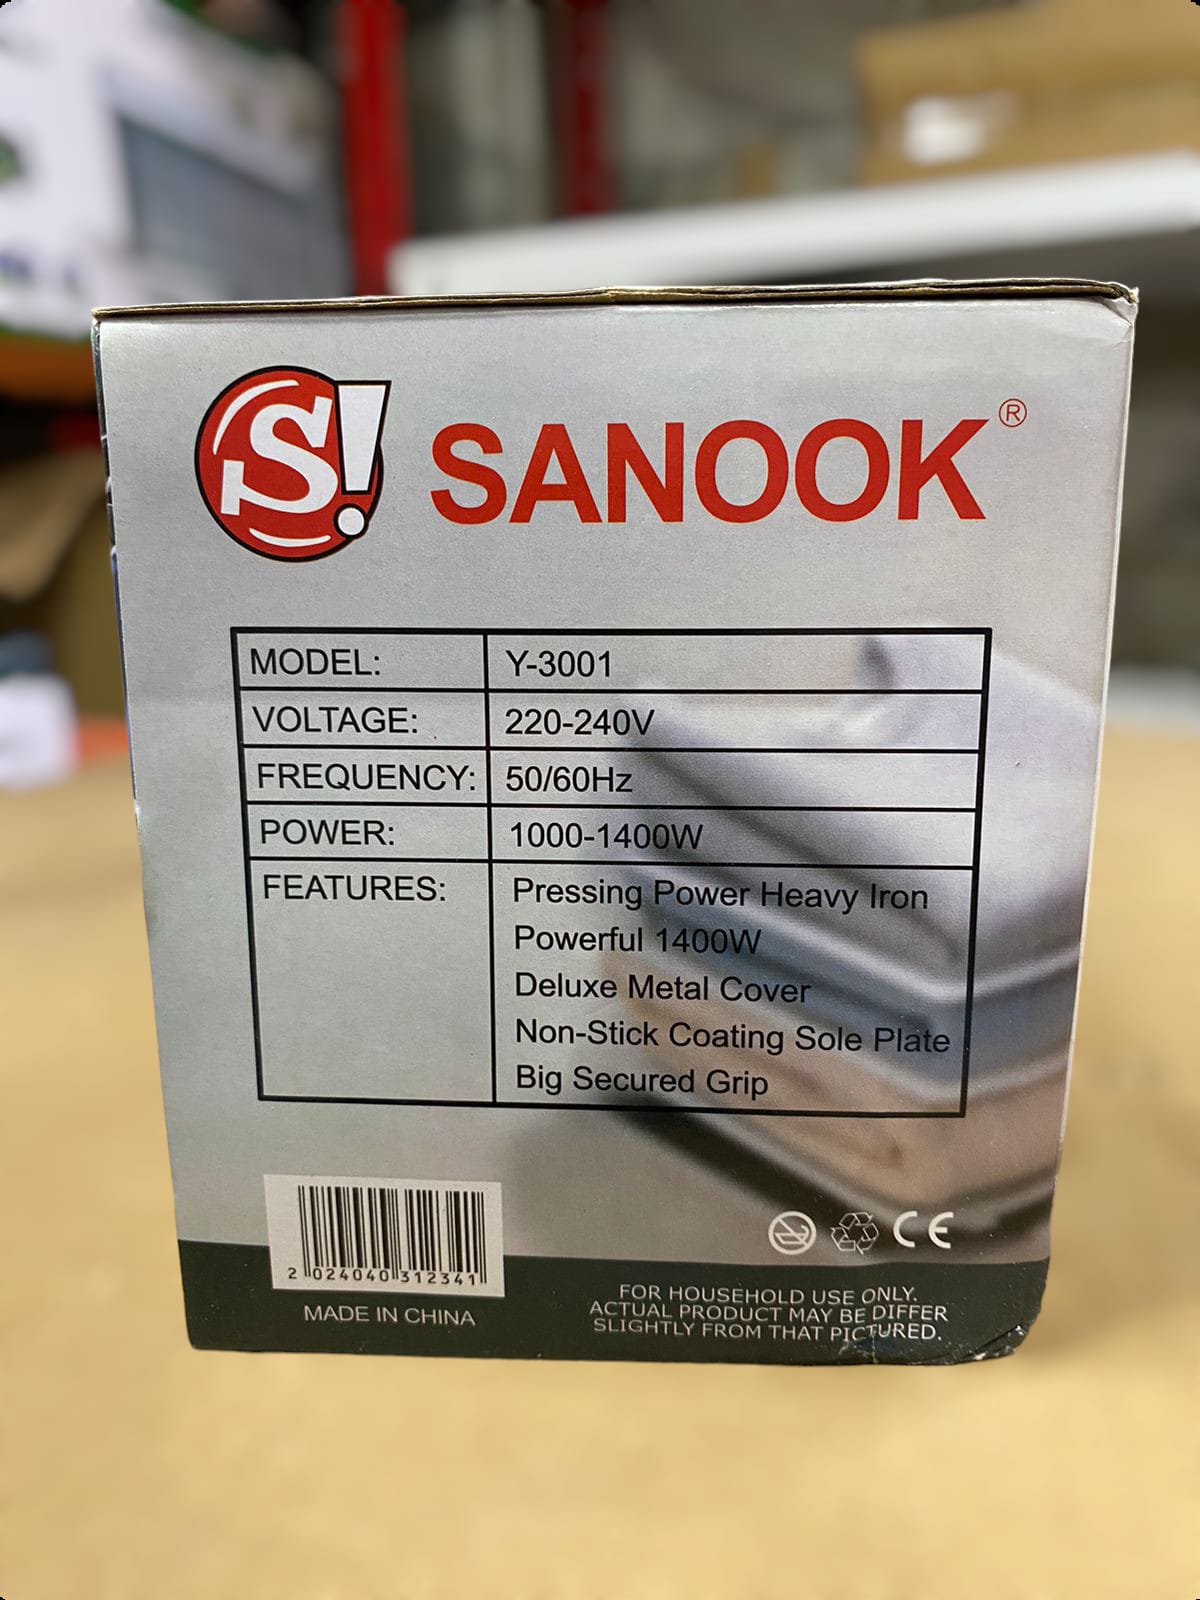 S!
SANOOK®
MODEL: Y-3001
VOLTAGE: 220-240V
FREQUENCY: 50/60Hz
POWER: 1000-1400W
FEATURES: Pressing Power Heavy Iron
Powerful 1400W
Deluxe Metal Cover
Non-Stick Coating Sole Plate
Big Secured Grip
CE
2 024040 312341
MADE IN CHINA
FOR HOUSEHOLD USE ONLY.
ACTUAL PRODUCT MAY BE DIFFER
SLIGHTLY FROM THAT PICTURED.